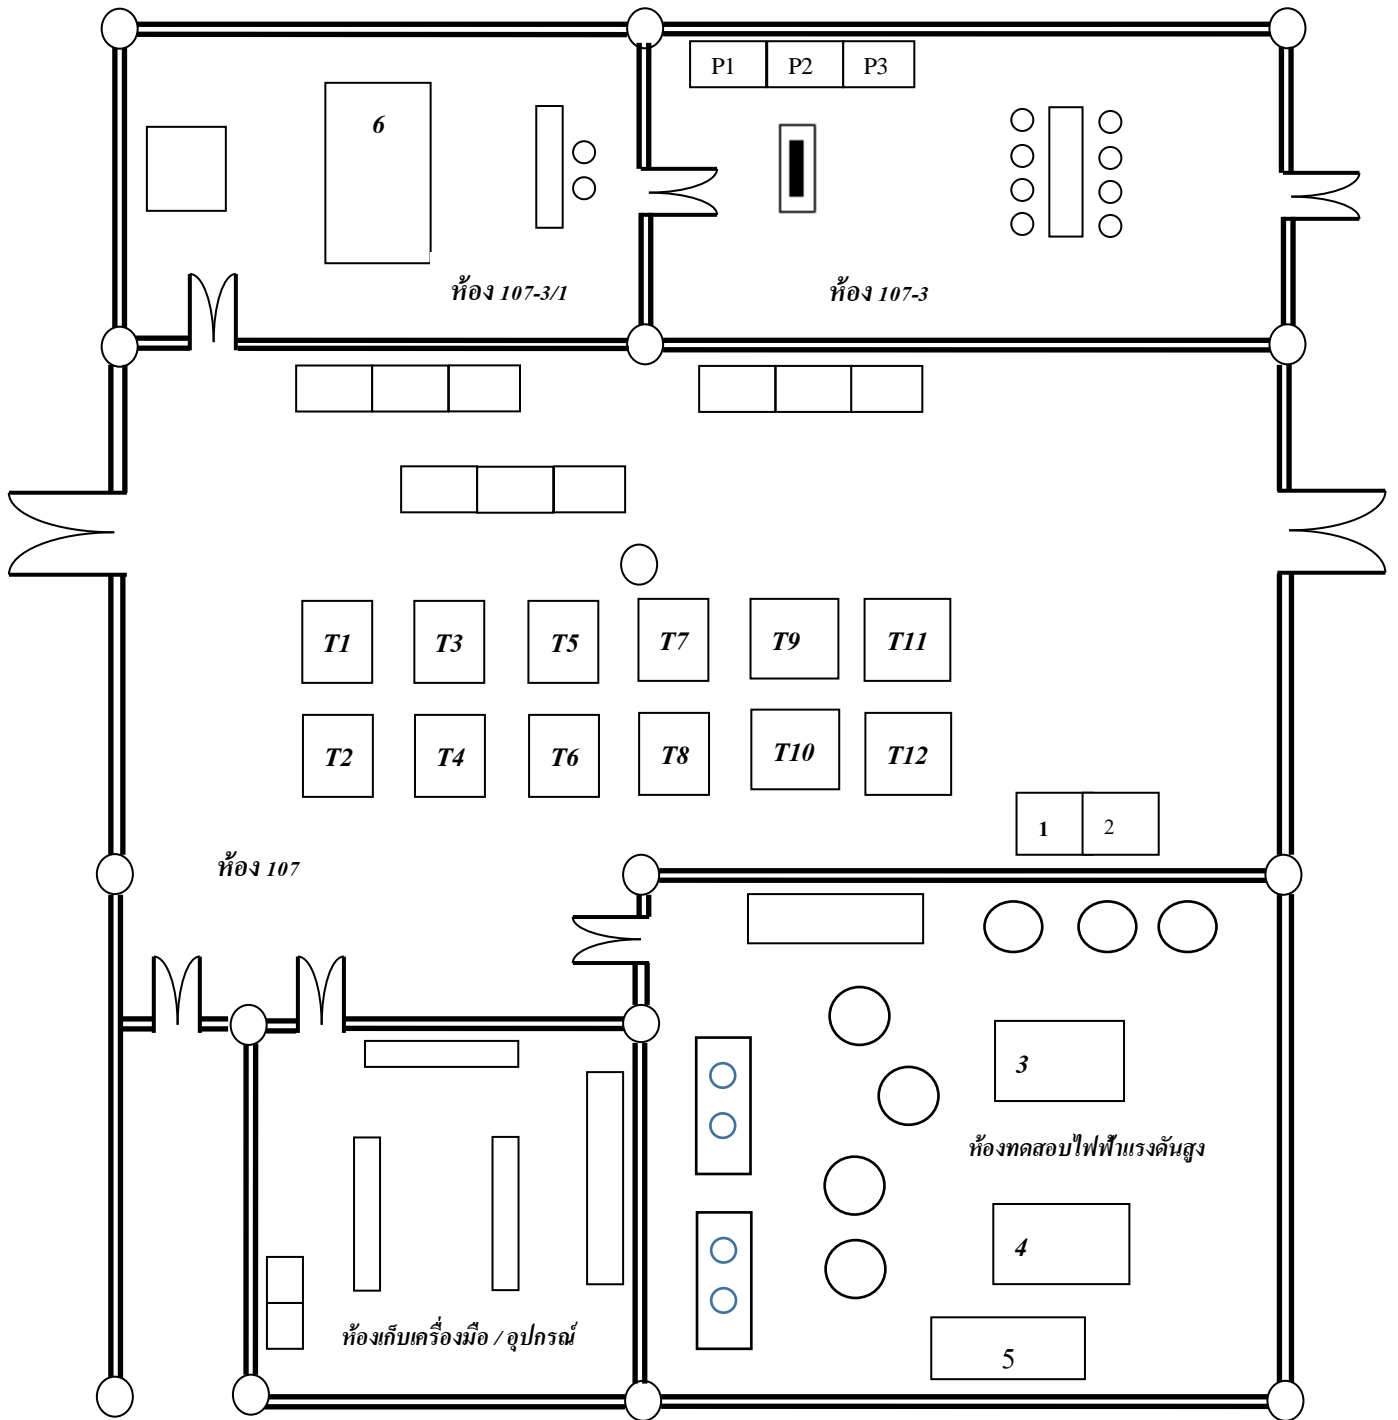 P1 P2 P3
6
ห้อง 107-3/1
ห้อง 107-3
T1 T3 T5 T7 T9 T11
T2 T4 T6 T8 T10 T12
1 2
ห้อง 107
3
ห้องทดสอบไฟฟ้าแรงดันสูง
4
ห้องเก็บเครื่องมือ / อุปกรณ์
5